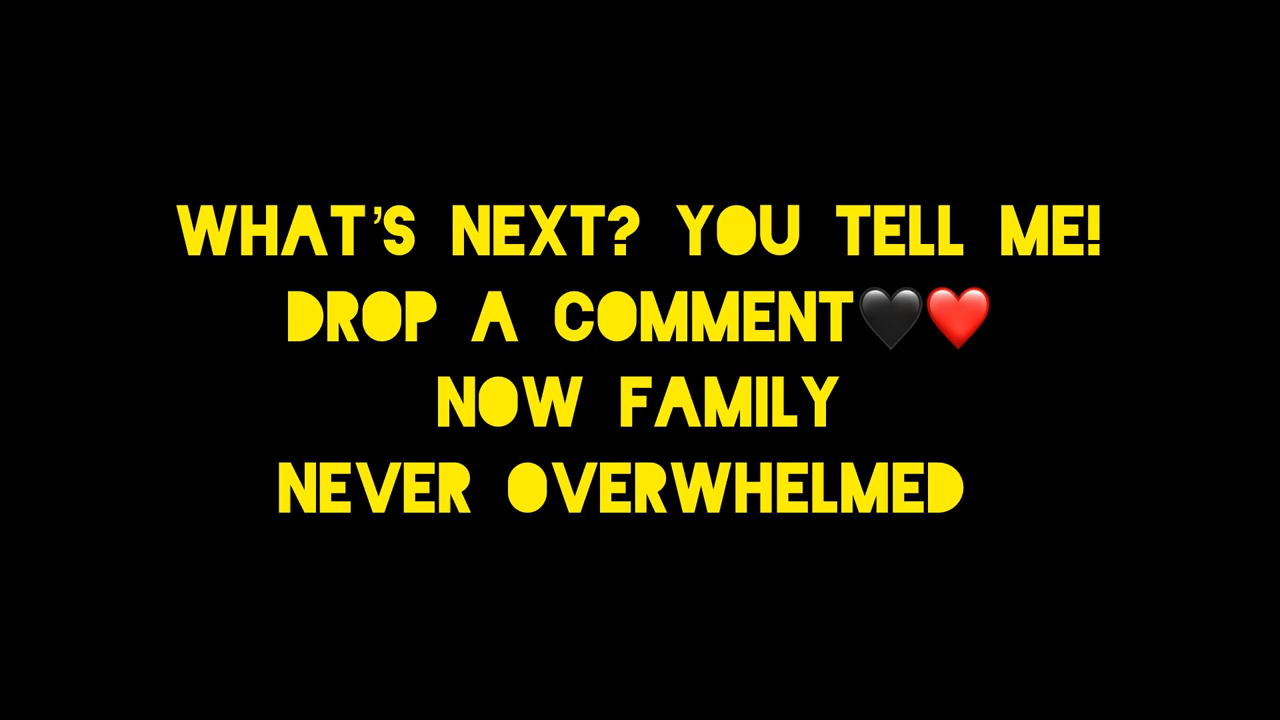 WHAT'S NEXT? YOU TELL ME!
DROP A COMMENT🖤❤️
NOW FAMILY
NEVER OVERWHELMED